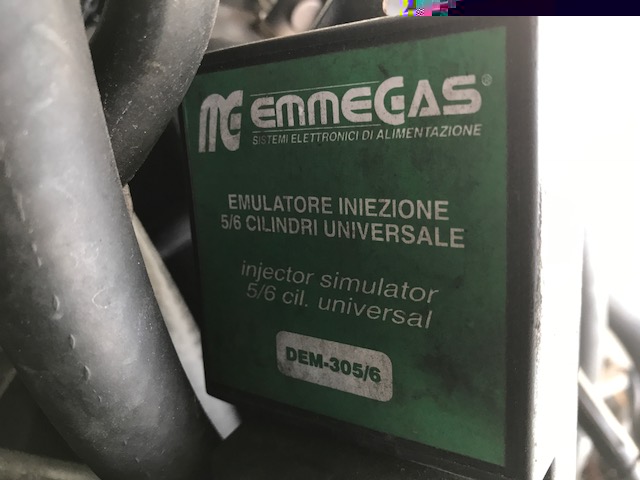 MG EMMEGAS®
SISTEMI ELETTRONICI DI ALIMENTAZIONE
EMULATORE INIEZIONE
5/6 CILINDRI UNIVERSALE
injector simulator
5/6 cil. universal
DEM-305/6